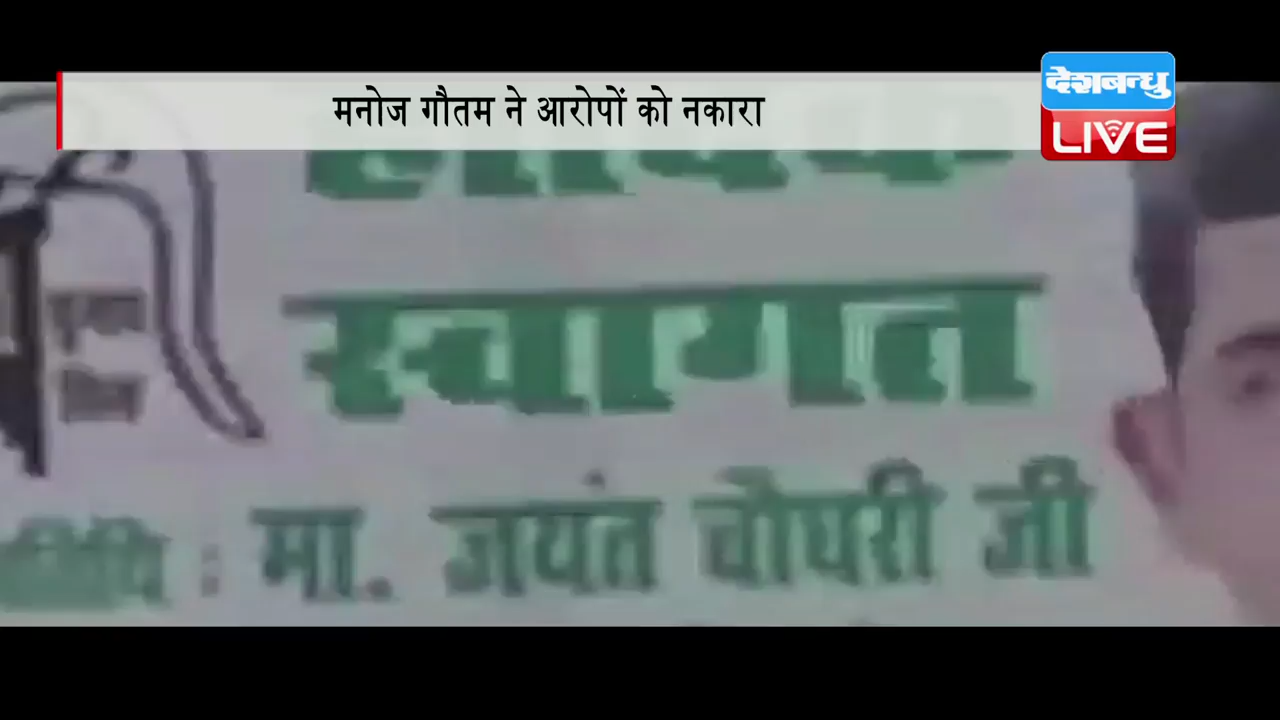 मनोज गौतम ने आरोपों को नकारा
देशबन्धु
LIVE
स्वागत
: मा. जयंत चौधरी जी